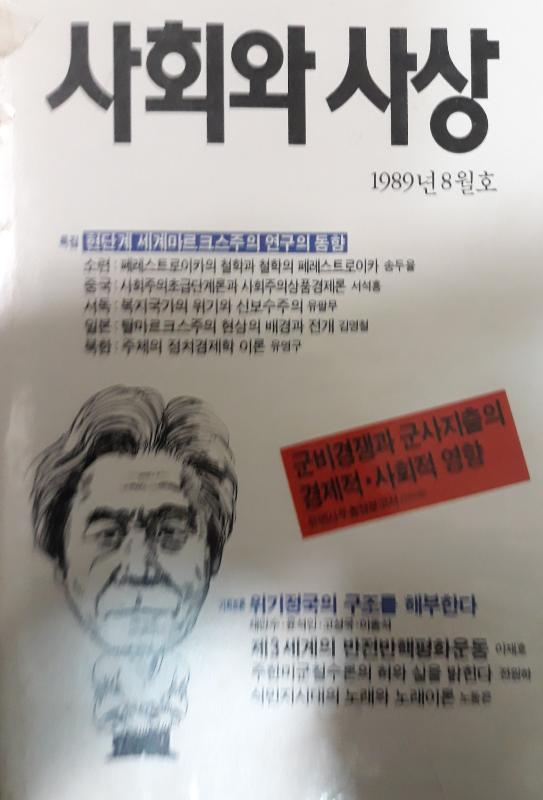 사회와 사상
1989년 8월호
특집 현단계 세계마르크스주의 연구의 동향
소련 : 페레스트로이카의 철학과 철학의 페레스트로이카 송두율
중국 : 사회주의초급단계론과 사회주의상품경제론 서석흥
서독 : 복지국가의 위기와 신보수주의 유팔무
일본 : 탈마르크스주의 현상의 배경과 전개 김영철
북한 : 주체의 정치경제학 이론 유영구
군비경쟁과 군사지출의
경제적·사회적 영향
유엔사무총장보고서
위기정국의 구조를 해부한다
제3세계의 반전반핵평화운동 이재호
주한미군철수론의 허와 실을 밝힌다
식민지시대의 노래와 노래이론 노동은